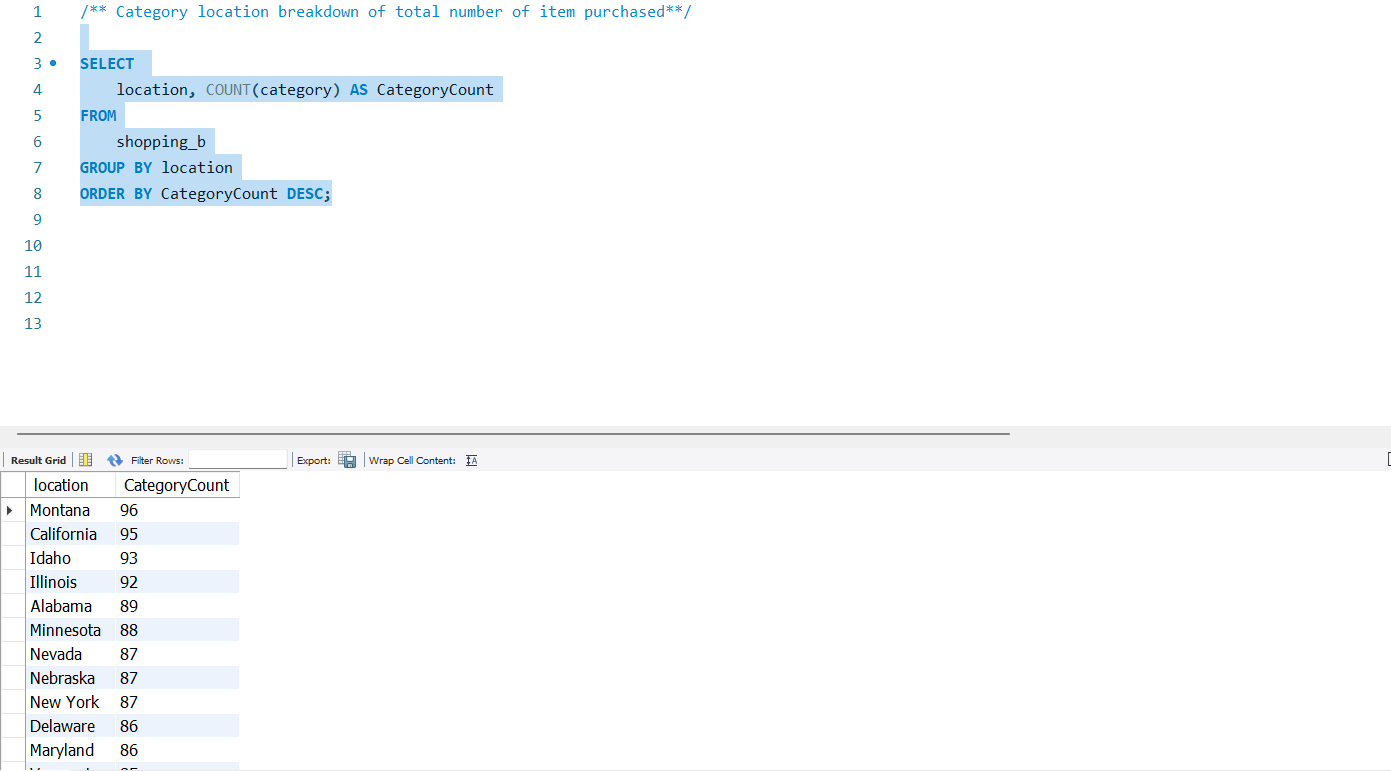 1 /** Category location breakdown of total number of item purchased**/
2
3 SELECT
4 location, COUNT(category) AS CategoryCount
5 FROM
6 shopping_b
7 GROUP BY location
8 ORDER BY CategoryCount DESC;
9
10
11
12
13
Result Grid Filter Rows: Export: Wrap Cell Content:
location CategoryCount
Montana 96
California 95
Idaho 93
Illinois 92
Alabama 89
Minnesota 88
Nevada 87
Nebraska 87
New York 87
Delaware 86
Maryland 86